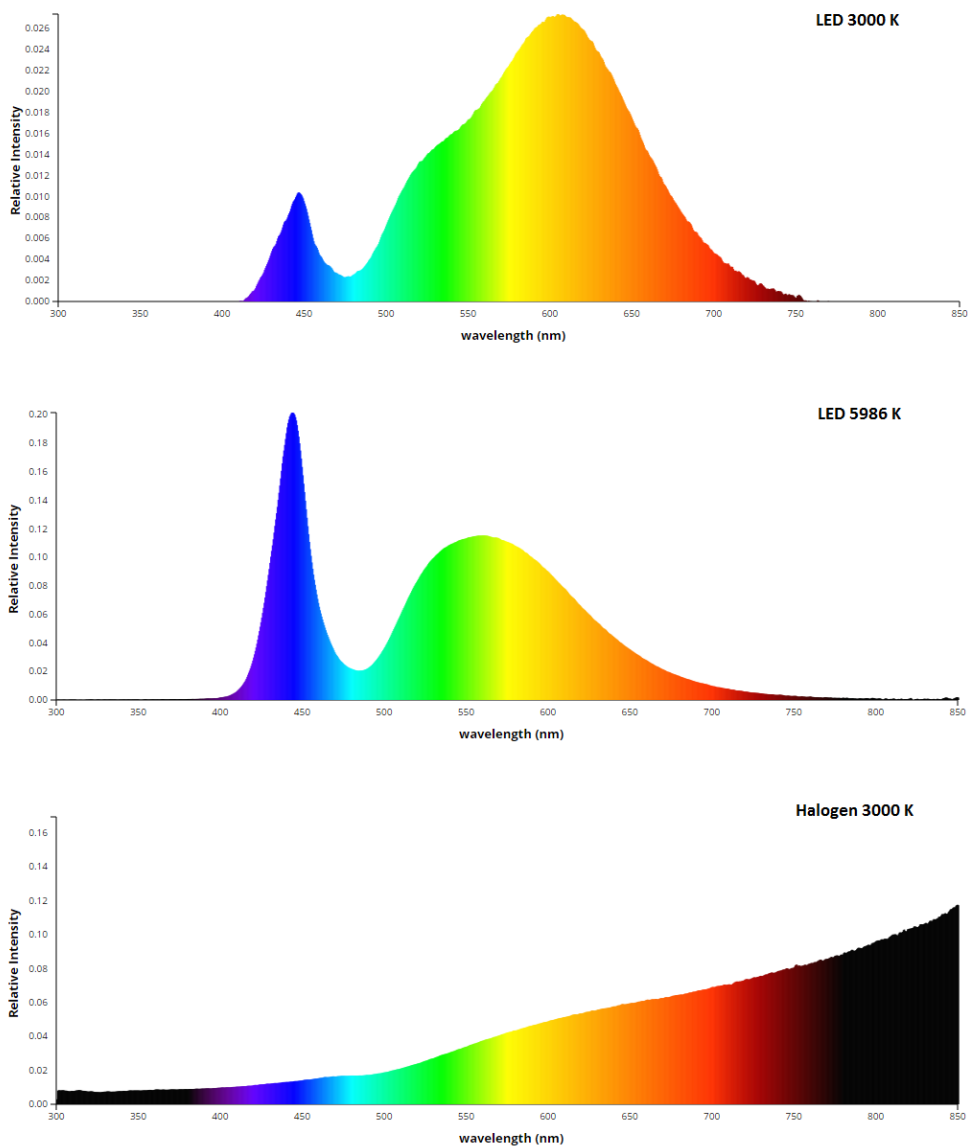 LED 3000 K
Relative Intensity
0.026
0.024
0.022
0.020
0.018
0.016
0.014
0.012
0.010
0.008
0.006
0.004
0.002
0.000
300 350 400 450 500 550 600 650 700 750 800 850
wavelength (nm)
LED 5986 K
Relative Intensity
0.20
0.18
0.16
0.14
0.12
0.10
0.08
0.06
0.04
0.02
0.00
300 350 400 450 500 550 600 650 700 750 800 850
wavelength (nm)
Halogen 3000 K
Relative Intensity
0.16
0.14
0.12
0.10
0.08
0.06
0.04
0.02
0.00
300 350 400 450 500 550 600 650 700 750 800 850
wavelength (nm)